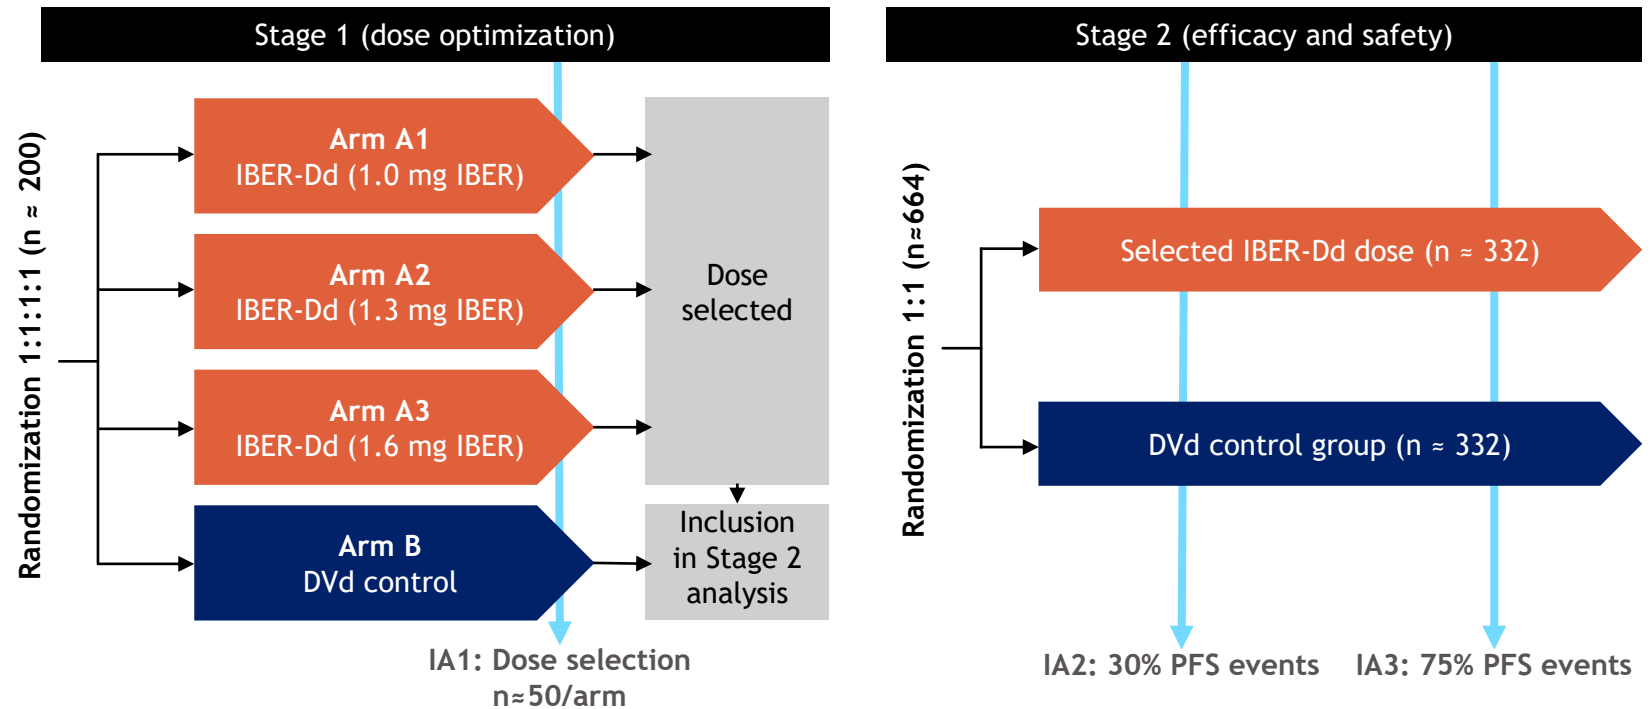 Stage 1 (dose optimization)
Randomization 1:1:1:1 (n ≈ 200)
Arm A1
IBER-Dd (1.0 mg IBER)
Arm A2
IBER-Dd (1.3 mg IBER)
Arm A3
IBER-Dd (1.6 mg IBER)
Arm B
DVd control
Dose
selected
Inclusion
in Stage 2
analysis
IA1: Dose selection
n≈50/arm
Stage 2 (efficacy and safety)
Randomization 1:1 (n≈664)
Selected IBER-Dd dose (n ≈ 332)
DVd control group (n ≈ 332)
IA2: 30% PFS events
IA3: 75% PFS events